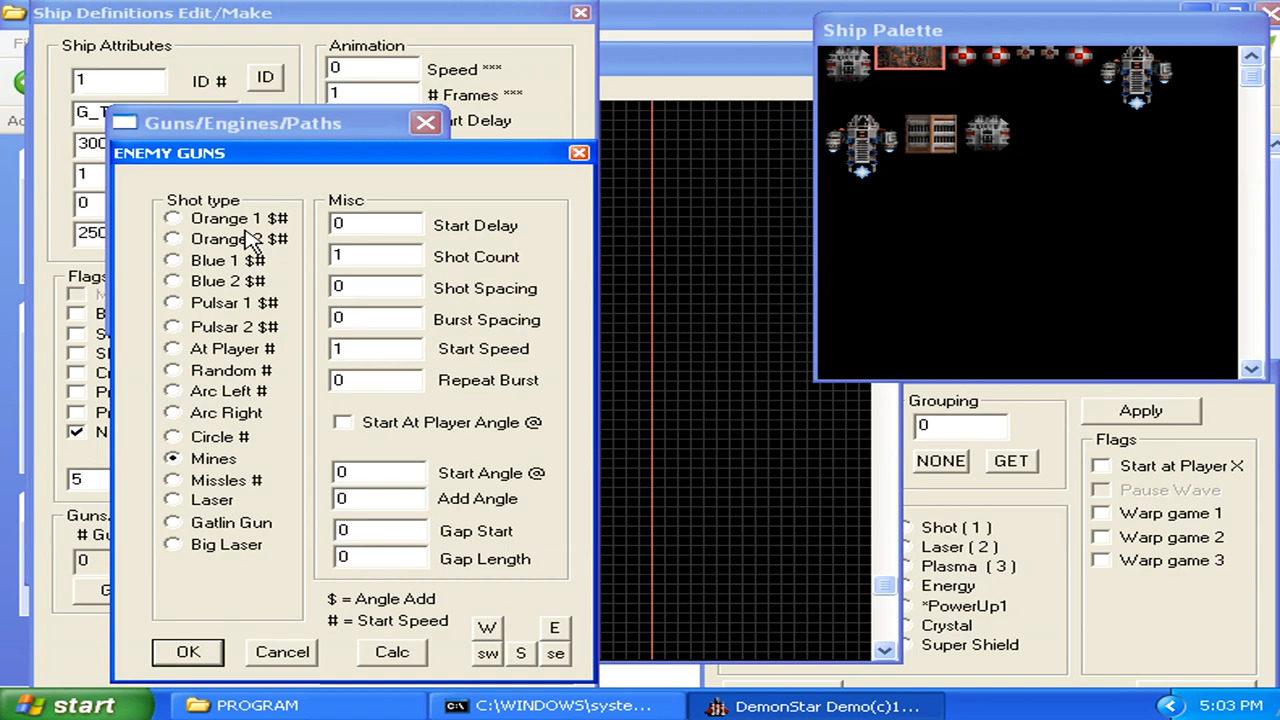 Ship Definitions Edit/Make
Ship Attributes
1
ID #
ID
300
1
0
250
Flags
5
# Gu
0
Animation
0
Speed ***
1
# Frames ***
Guns/Engines/Paths
ENEMY GUNS
Shot type
Orange 1 $#
Orange 2 $#
Blue 1 $#
Blue 2 $#
Pulsar 1 $#
Pulsar 2 $#
At Player #
Random #
Arc Left #
Arc Right
Circle #
Mines
Missles #
Laser
Gatlin Gun
Big Laser
Misc
0
Start Delay
1
Shot Count
0
Shot Spacing
0
Burst Spacing
1
Start Speed
0
Repeat Burst
Start At Player Angle @
0
Start Angle @
0
Add Angle
0
Gap Start
0
Gap Length
$ = Angle Add
# = Start Speed
W
E
sw
S
se
OK
Cancel
Calc
Ship Palette
Grouping
0
NONE
GET
Apply
Flags
Start at Player X
Pause Wave
Warp game 1
Warp game 2
Warp game 3
Shot ( 1 )
Laser ( 2 )
Plasma ( 3 )
Energy
*PowerUp1
Crystal
Super Shield
start
PROGRAM
C:\WINDOWS\syste...
DemonStar Demo(c)1...
5:03 PM